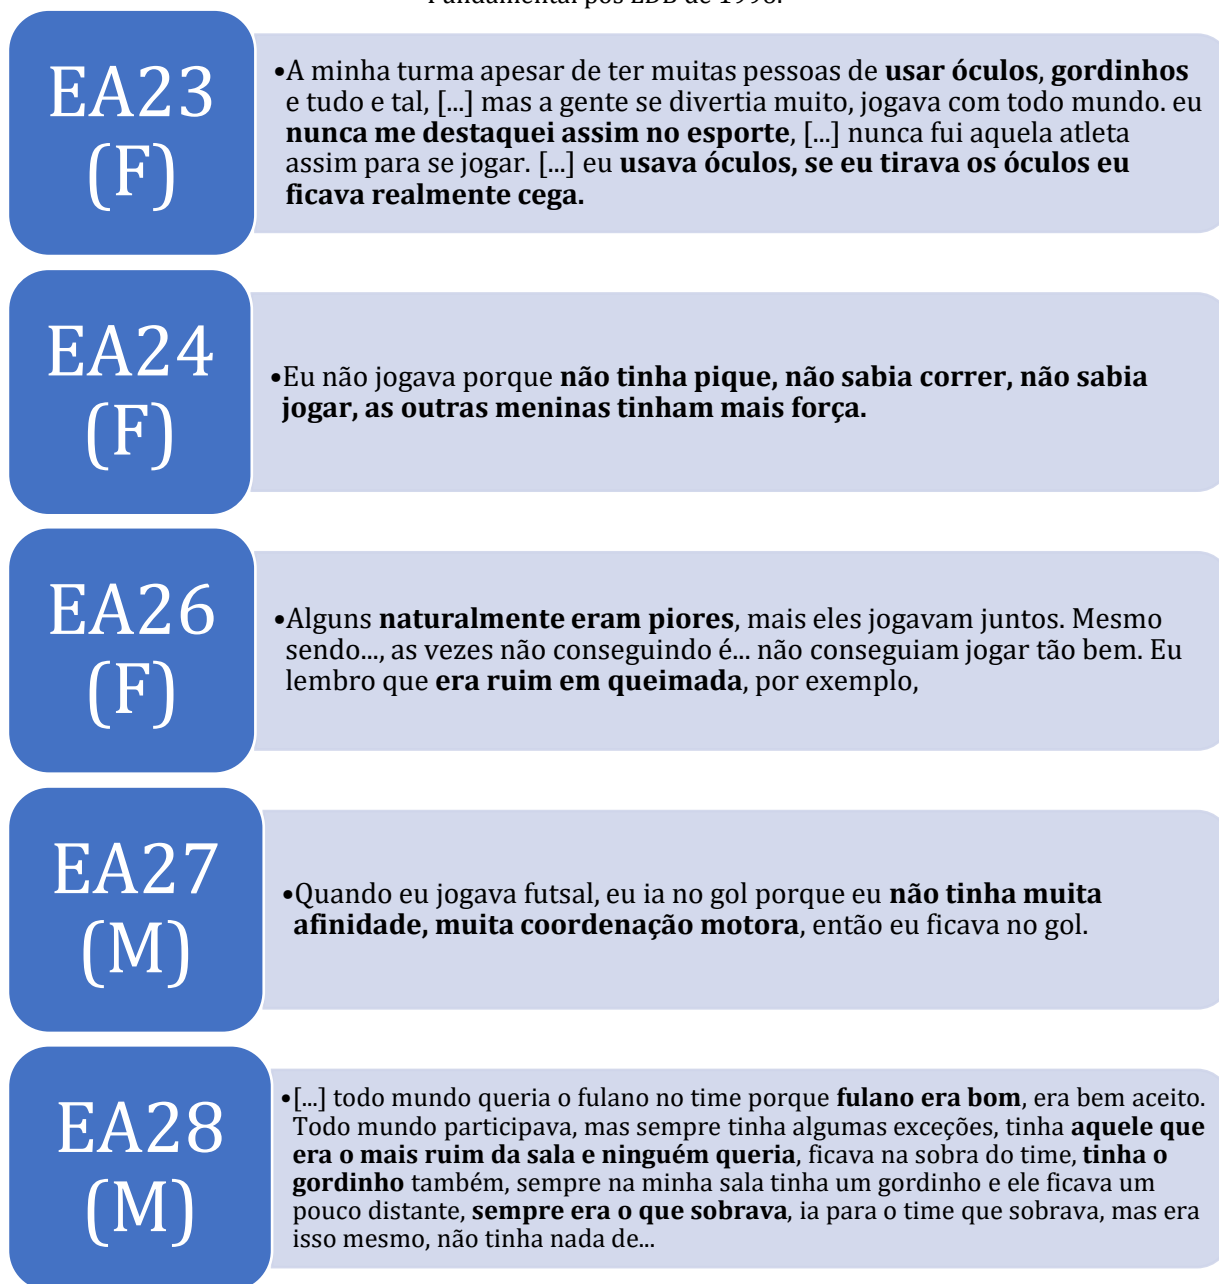 Fundamental pós LDB de 1996.
EA23
(F)
•A minha turma apesar de ter muitas pessoas de usar óculos, gordinhos
e tudo e tal, [...] mas a gente se divertia muito, jogava com todo mundo. eu
nunca me destaquei assim no esporte, [...] nunca fui aquela atleta
assim para se jogar. [...] eu usava óculos, se eu tirava os óculos eu
ficava realmente cega.
EA24
(F)
•Eu não jogava porque não tinha pique, não sabia correr, não sabia
jogar, as outras meninas tinham mais força.
EA26
(F)
•Alguns naturalmente eram piores, mais eles jogavam juntos. Mesmo
sendo..., as vezes não conseguindo é... não conseguiam jogar tão bem. Eu
lembro que era ruim em queimada, por exemplo,
EA27
(M)
•Quando eu jogava futsal, eu ia no gol porque eu não tinha muita
afinidade, muita coordenação motora, então eu ficava no gol.
EA28
(M)
•[...] todo mundo queria o fulano no time porque fulano era bom, era bem aceito.
Todo mundo participava, mas sempre tinha algumas exceções, tinha aquele que
era o mais ruim da sala e ninguém queria, ficava na sobra do time, tinha o
gordinho também, sempre na minha sala tinha um gordinho e ele ficava um
pouco distante, sempre era o que sobrava, ia para o time que sobrava, mas era
isso mesmo, não tinha nada de...